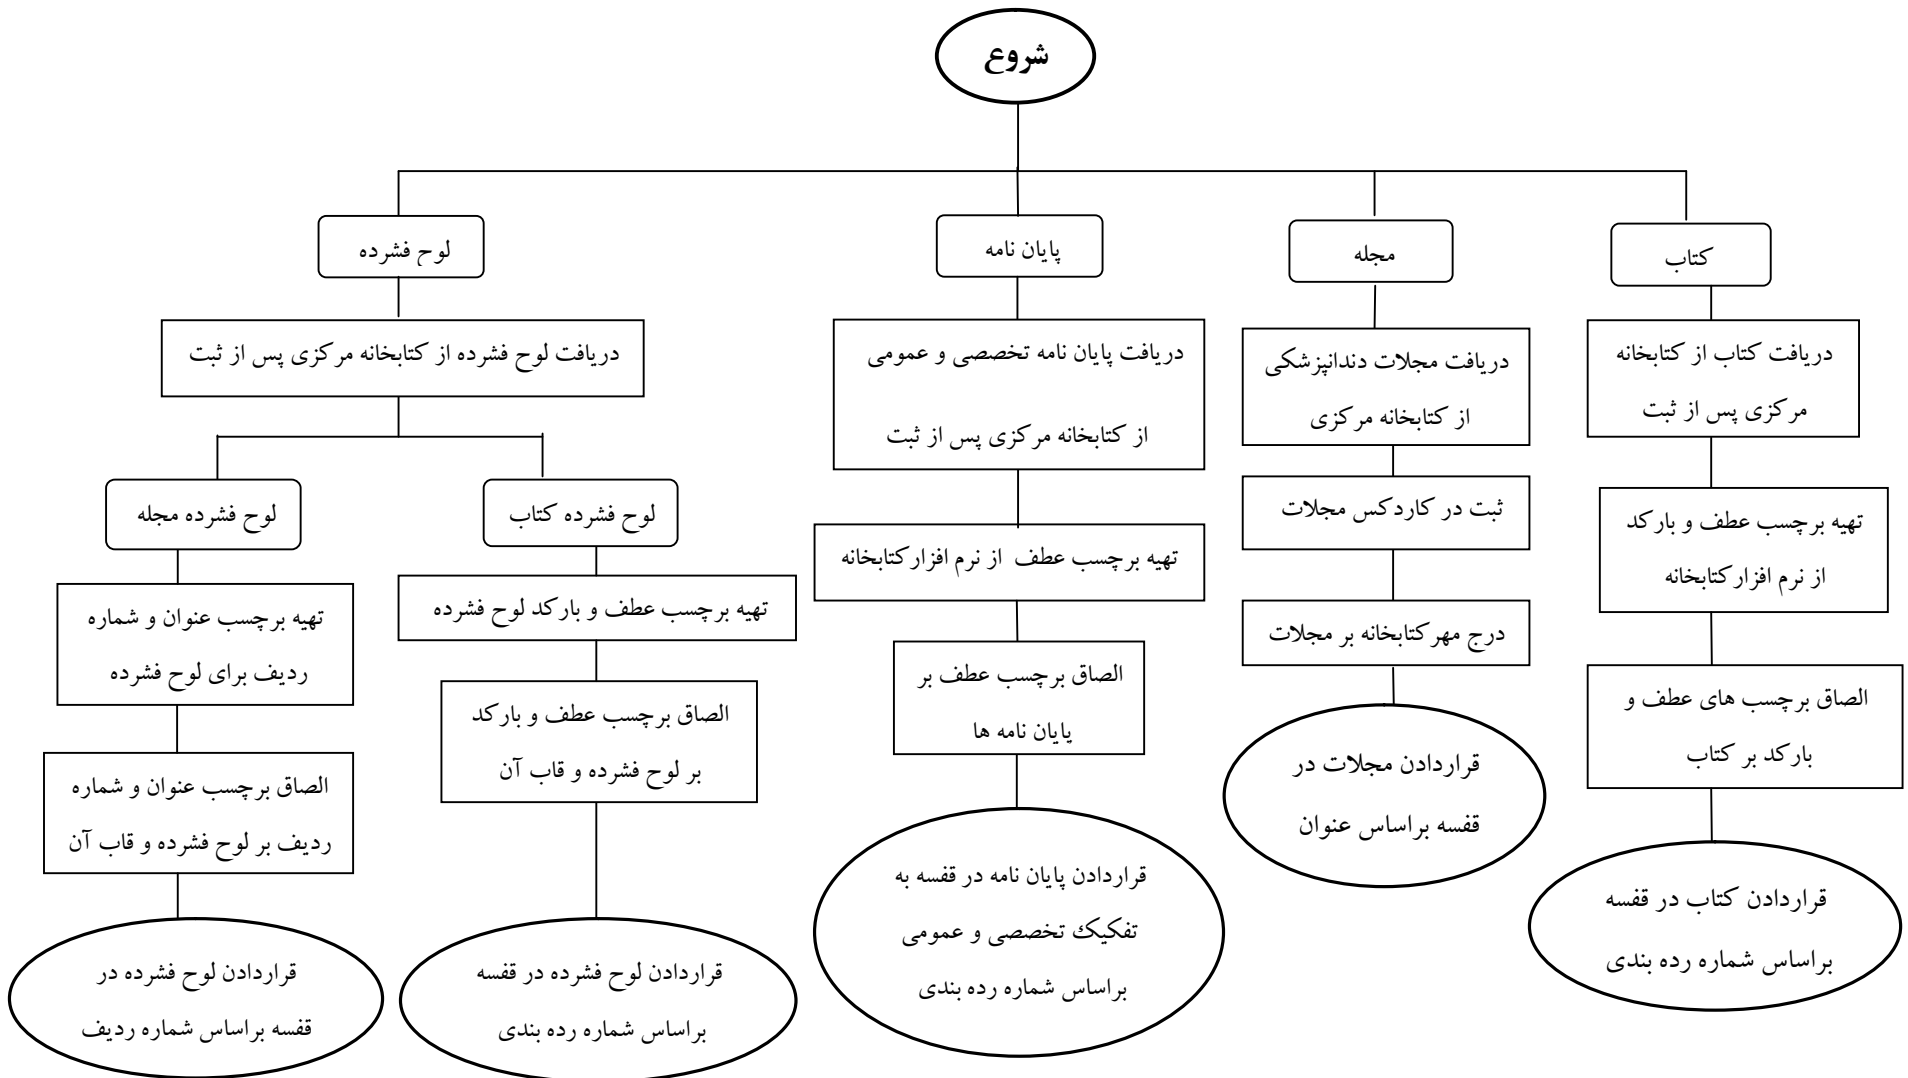 شروع
کتاب
مجله
پایان نامه
لوح فشرده
دریافت کتاب از کتابخانه
مرکزی پس از ثبت
تهیه برچسب عطف و بارکد
از نرم افزارکتابخانه
الصاق برچسب های عطف و
بارکد بر کتاب
قراردادن کتاب در قفسه
براساس شماره رده بندی
دریافت مجلات دندانپزشکی
از کتابخانه مرکزی
ثبت در کاردکس مجلات
درج مهرکتابخانه بر مجلات
قراردادن مجلات در
قفسه براساس عنوان
دریافت پایان نامه تخصصی و عمومی
از کتابخانه مرکزی پس از ثبت
تهیه برچسب عطف از نرم افزارکتابخانه
الصاق برچسب عطف بر
پایان نامه ها
قراردادن پایان نامه در قفسه به
تفکیک تخصصی و عمومی
براساس شماره رده بندی
دریافت لوح فشرده از کتابخانه مرکزی پس از ثبت
لوح فشرده کتاب
تهیه برچسب عطف و بارکد لوح فشرده
الصاق برچسب عطف و بارکد
بر لوح فشرده و قاب آن
قراردادن لوح فشرده در قفسه
براساس شماره رده بندی
لوح فشرده مجله
تهیه برچسب عنوان و شماره
ردیف برای لوح فشرده
الصاق برچسب عنوان و شماره
ردیف بر لوح فشرده و قاب آن
قراردادن لوح فشرده در
قفسه براساس شماره ردیف